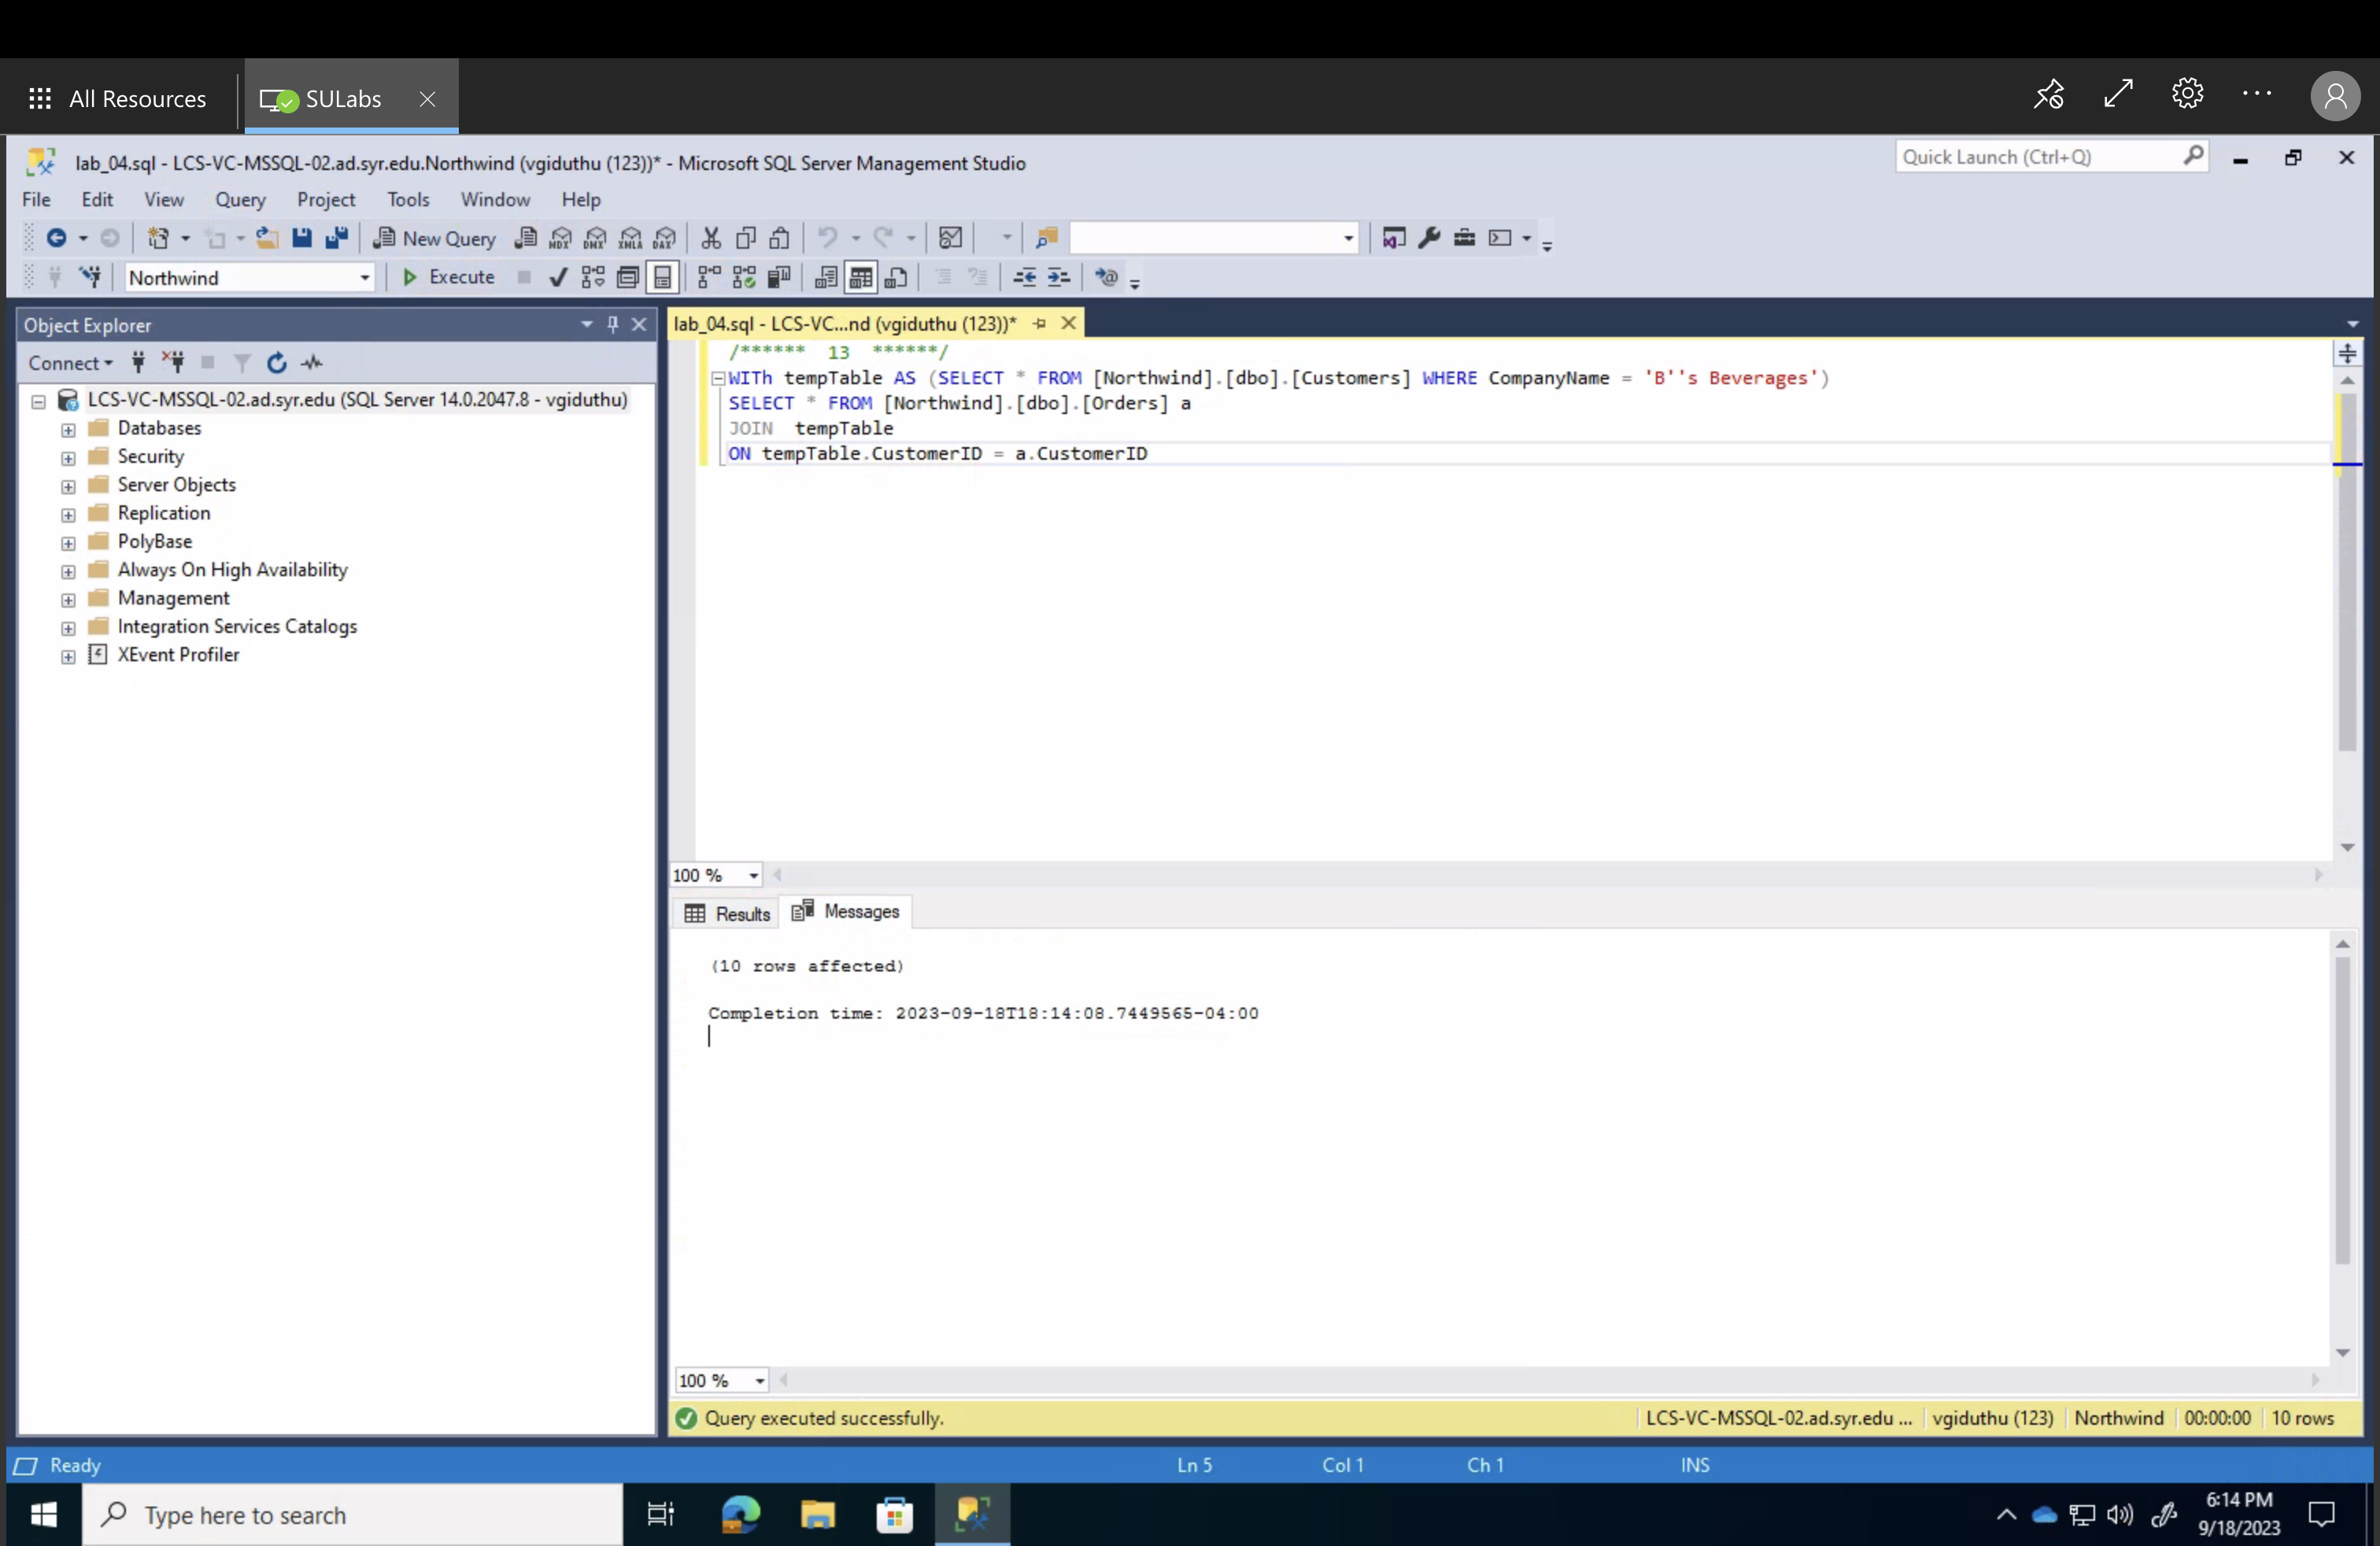 All Resources
SULabs
lab_04.sql - LCS-VC-MSSQL-02.ad.syr.edu.Northwind (vgiduthu (123))* - Microsoft SQL Server Management Studio
Quick Launch (Ctrl+Q)
File Edit View Query Project Tools Window Help
New Query
MDX DMX XMLA DAX
Northwind
Execute
Object Explorer
lab_04.sql - LCS-VC...nd (vgiduthu (123))*
Connect
LCS-VC-MSSQL-02.ad.syr.edu (SQL Server 14.0.2047.8 - vgiduthu)
Databases
Security
Server Objects
Replication
PolyBase
Always On High Availability
Management
Integration Services Catalogs
XEvent Profiler
/****** 13 ******/
WITh tempTable AS (SELECT * FROM [Northwind].[dbo].[Customers] WHERE CompanyName = 'B''s Beverages')
SELECT * FROM [Northwind].[dbo].[Orders] a
JOIN tempTable
ON tempTable.CustomerID = a.CustomerID
100 %
Results Messages
(10 rows affected)
Completion time: 2023-09-18T18:14:08.7449565-04:00
100 %
Query executed successfully.
LCS-VC-MSSQL-02.ad.syr.edu ... vgiduthu (123) Northwind 00:00:00 10 rows
Ready
Ln 5 Col 1 Ch 1 INS
Type here to search
6:14 PM
9/18/2023